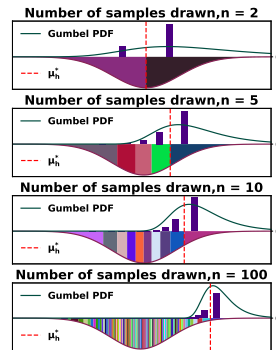 Number of samples drawn,n = 2
Gumbel PDF
μ*h
Number of samples drawn,n = 5
Gumbel PDF
μ*h
Number of samples drawn,n = 10
Gumbel PDF
μ*h
Number of samples drawn,n = 100
Gumbel PDF
μ*h